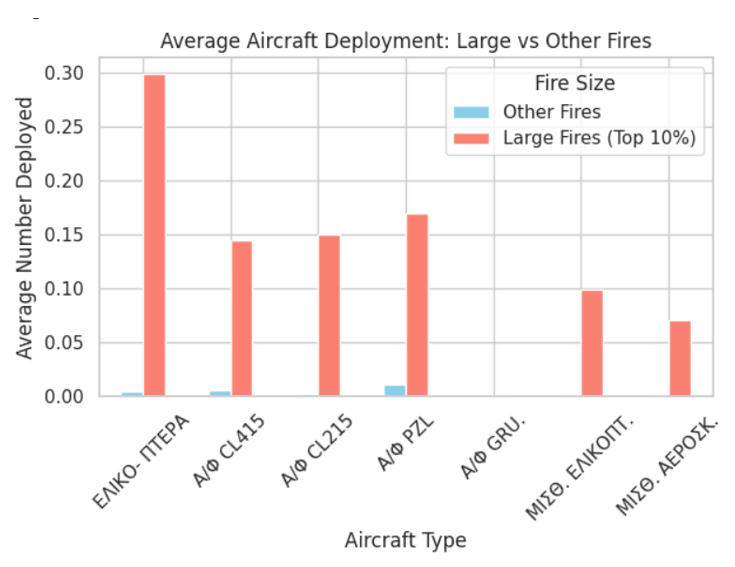 Average Aircraft Deployment: Large vs Other Fires
Fire Size
Other Fires
Large Fires (Top 10%)
Average Number Deployed
0.30
0.25
0.20
0.15
0.10
0.05
0.00
ΕΛΙΚΟ- ΠΤΕΡΑ
Α/Φ CL415
Α/Φ CL215
Α/Φ PZL
Α/Φ GRU.
ΜΙΣΘ. ΕΛΙΚΟΠΤ.
ΜΙΣΘ. ΑΕΡΟΣΚ.
Aircraft Type